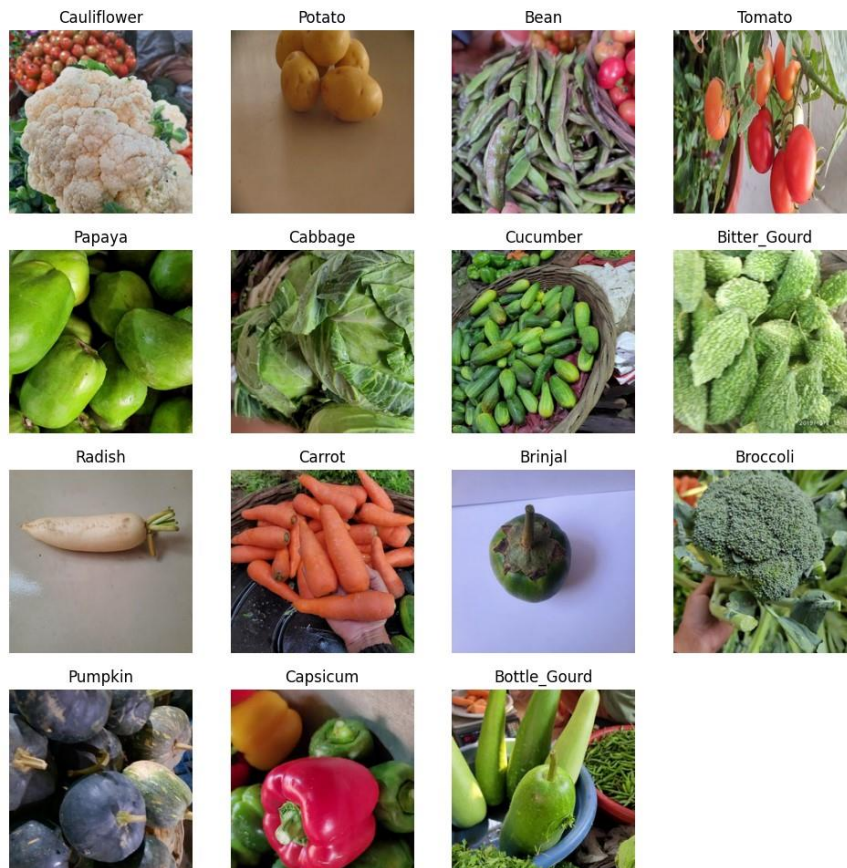 Cauliflower
Potato
Bean
Tomato
Papaya
Cabbage
Cucumber
Bitter_Gourd
Radish
Carrot
Brinjal
Broccoli
Pumpkin
Capsicum
Bottle_Gourd